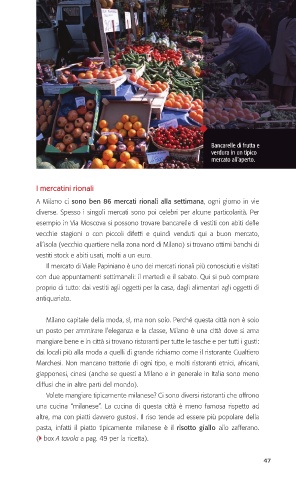 Bancarelle di frutta e
verdura in un tipico
mercato all'aperto.
I mercatini rionali
A Milano ci sono ben 86 mercati rionali alla settimana, ogni giorno in vie
diverse. Spesso i singoli mercati sono poi celebri per alcune particolarità. Per
esempio in Via Moscova si possono trovare bancarelle di vestiti con abiti delle
vecchie stagioni o con piccoli difetti e quindi venduti qui a buon mercato,
all'isola (vecchio quartiere nella zona nord di Milano) si trovano ottimi banchi di
vestiti stock e abiti usati, molti a un euro.
Il mercato di Viale Papiniano è uno dei mercati rionali più conosciuti e visitati
con due appuntamenti settimanali: il martedì e il sabato. Qui si può comprare
proprio di tutto: dai vestiti agli oggetti per la casa, dagli alimentari agli oggetti di
antiquariato.
Milano capitale della moda, sì, ma non solo. Perché questa città non è solo
un posto per ammirare l'eleganza e la classe, Milano è una città dove si ama
mangiare bene e in città si trovano ristoranti per tutte le tasche e per tutti i gusti:
dai locali più alla moda a quelli di grande richiamo come il ristorante Gualtiero
Marchesi. Non mancano trattorie di ogni tipo, e molti ristoranti etnici, africani,
giapponesi, cinesi (anche se questi a Milano e in generale in Italia sono meno
diffusi che in altre parti del mondo).
Volete mangiare tipicamente milanese? Ci sono diversi ristoranti che offrono
una cucina "milanese". La cucina di questa città è meno famosa rispetto ad
altre, ma con piatti davvero gustosi. Il riso tende ad essere più popolare della
pasta, infatti il piatto tipicamente milanese è il risotto giallo allo zafferano.
(box A tavola a pag. 49 per la ricetta).
47